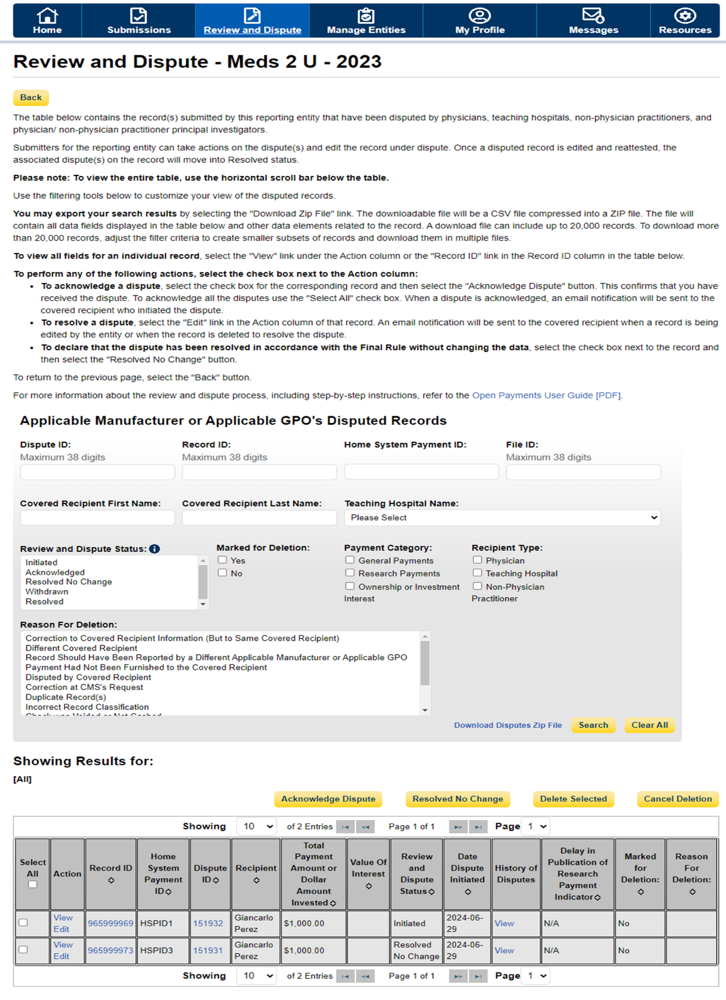 Home Submissions Review and Dispute Manage Entities My Profile Messages Resources
Review and Dispute - Meds 2 U - 2023
Back
The table below contains the record(s) submitted by this reporting entity that have been disputed by physicians, teaching hospitals, non-physician practitioners, and
physician/ non-physician practitioner principal investigators.
Submitters for the reporting entity can take actions on the dispute(s) and edit the record under dispute. Once a disputed record is edited and reattested, the
associated dispute(s) on the record will move into Resolved status.
Please note: To view the entire table, use the horizontal scroll bar below the table.
Use the filtering tools below to customize your view of the disputed records.
You may export your search results by selecting the "Download Zip File" link. The downloadable file will be a CSV file compressed into a ZIP file. The file will
contain all data fields displayed in the table below and other data elements related to the record. A download file can include up to 20,000 records. To download more
than 20,000 records, adjust the filter criteria to create smaller subsets of records and download them in multiple files.
To view all fields for an individual record, select the "View" link under the Action column or the "Record ID" link in the Record ID column in the table below.
To perform any of the following actions, select the check box next to the Action column:
• To acknowledge a dispute, select the check box for the corresponding record and then select the "Acknowledge Dispute" button. This confirms that you have
received the dispute. To acknowledge all the disputes use the "Select All" check box. When a dispute is acknowledged, an email notification will be sent to the
covered recipient who initiated the dispute.
• To resolve a dispute, select the "Edit" link in the Action column of that record. An email notification will be sent to the covered recipient when a record is being
edited by the entity or when the record is deleted to resolve the dispute.
• To declare that the dispute has been resolved in accordance with the Final Rule without changing the data, select the check box next to the record and
then select the "Resolved No Change" button.
To return to the previous page, select the "Back" button.
For more information about the review and dispute process, including step-by-step instructions, refer to the Open Payments User Guide [PDF].
Applicable Manufacturer or Applicable GPO's Disputed Records
Dispute ID: Record ID: Home System Payment ID: File ID:
Maximum 38 digits Maximum 38 digits Maximum 38 digits
Covered Recipient First Name: Covered Recipient Last Name: Teaching Hospital Name:
Please Select
Review and Dispute Status: Marked for Deletion: Payment Category: Recipient Type:
Initiated Yes General Payments Physician
Acknowledged No Research Payments Teaching Hospital
Resolved No Change
Withdrawn Ownership or Investment Non-Physician
Resolved Interest Practitioner
Reason For Deletion:
Correction to Covered Recipient Information (But to Same Covered Recipient)
Different Covered Recipient
Record Should Have Been Reported by a Different Applicable Manufacturer or Applicable GPO
Payment Had Not Been Furnished to the Covered Recipient
Disputed by Covered Recipient
Correction at CMS's Request
Duplicate Record(s)
Incorrect Record Classification
Download Disputes Zip File Search Clear All
Showing Results for:
[All]
Acknowledge Dispute Resolved No Change Delete Selected Cancel Deletion
Showing 10 of 2 Entries Page 1 of 1 Page 1
Select All
Action
Record ID
Home System Payment ID
Dispute ID
Recipient
Total Payment Amount or Dollar Amount Invested
Value Of Interest
Review and Dispute Status
Date Dispute Initiated
History of Disputes
Delay in Publication of Research Payment Indicator
Marked for Deletion:
Reason For Deletion:
View Edit 965999969 HSPID1 151932 Giancarlo Perez $1,000.00 Initiated 2024-06-29 View N/A No
View Edit 965999973 HSPID3 151931 Giancarlo Perez $1,000.00 Resolved No Change 2024-06-29 View N/A No
Showing 10 of 2 Entries Page 1 of 1 Page 1